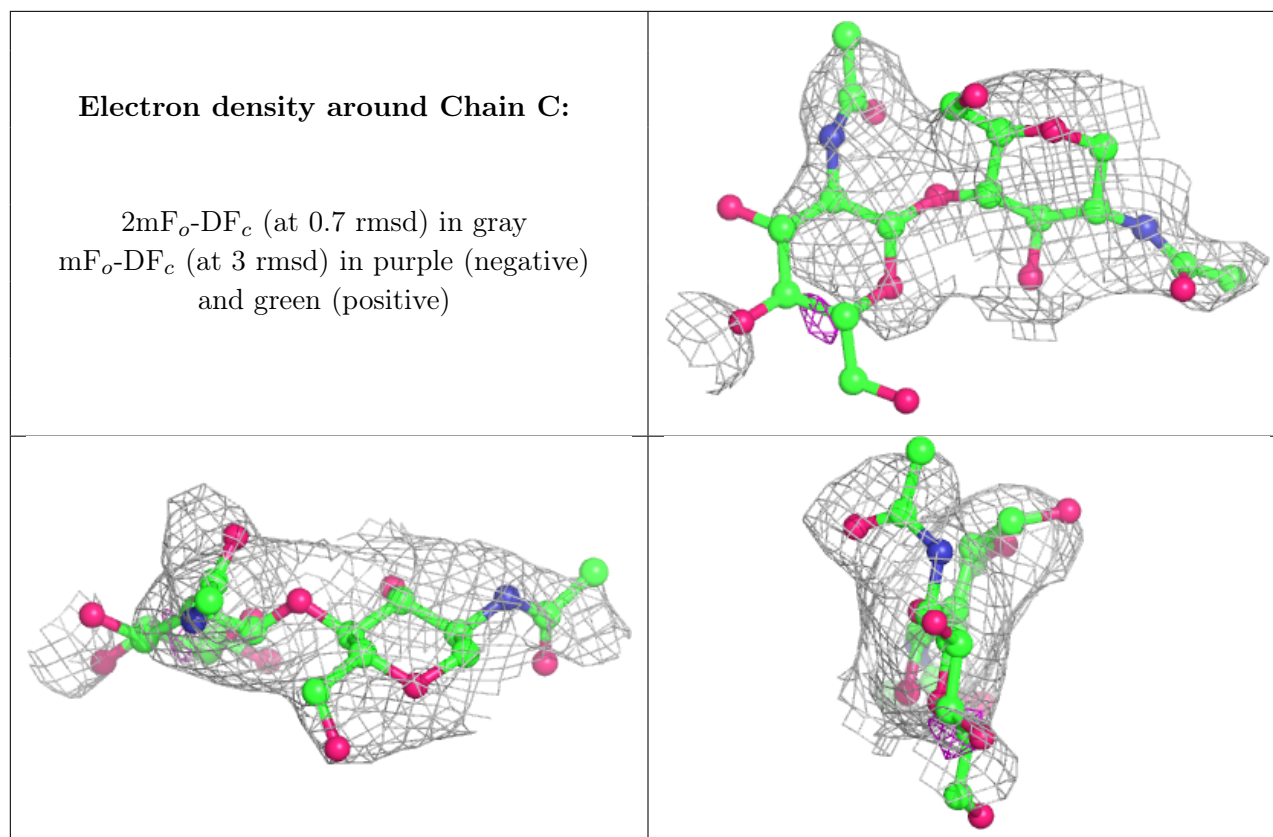 Electron density around Chain C:
2mFo-DFc (at 0.7 rmsd) in gray
mFo-DFc (at 3 rmsd) in purple (negative)
and green (positive)